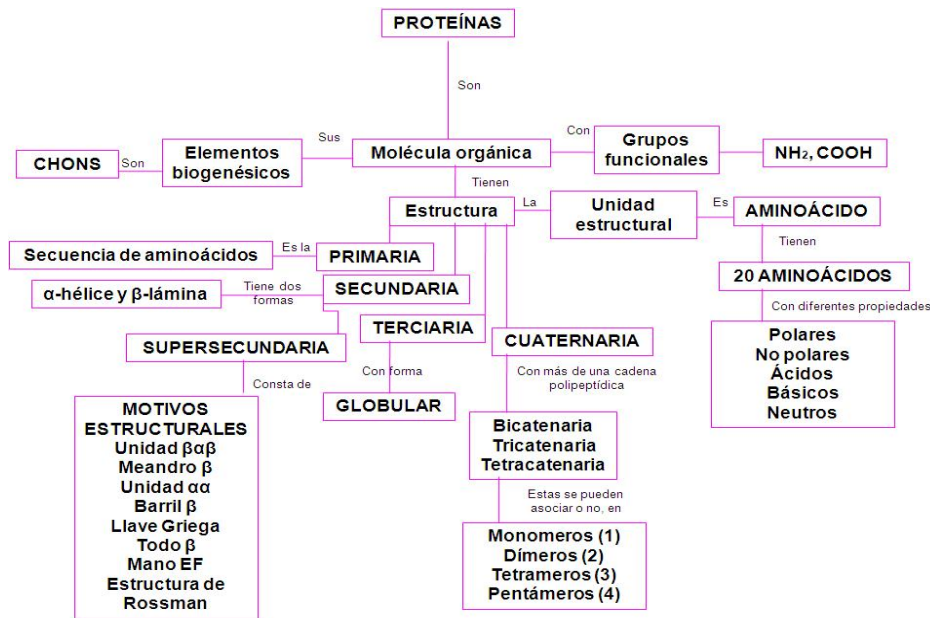 PROTEÍNAS
Son
Sus
Con
CHONS
Son
Elementos
biogenésicos
Molécula orgánica
Grupos
funcionales
NH₂, COOH
Tienen
Estructura
La
Unidad
estructural
Es
AMINOÁCIDO
Tienen
Secuencia de aminoácidos
Es la
PRIMARIA
20 AMINOÁCIDOS
α-hélice y β-lámina
Tiene dos
formas
SECUNDARIA
Con diferentes propiedades
SUPERSECUNDARIA
TERCIARIA
CUATERNARIA
Polares
No polares
Ácidos
Básicos
Neutros
Consta de
Con forma
Con más de una cadena
polipeptídica
MOTIVOS
ESTRUCTURALES
Unidad βαβ
Meandro β
Unidad αα
Barril β
Llave Griega
Todo β
Mano EF
Estructura de
Rossman
GLOBULAR
Bicatenaria
Tricatenaria
Tetracatenaria
Estas se pueden
asociar o no, en
Monomeros (1)
Dímeros (2)
Tetrameros (3)
Pentámeros (4)